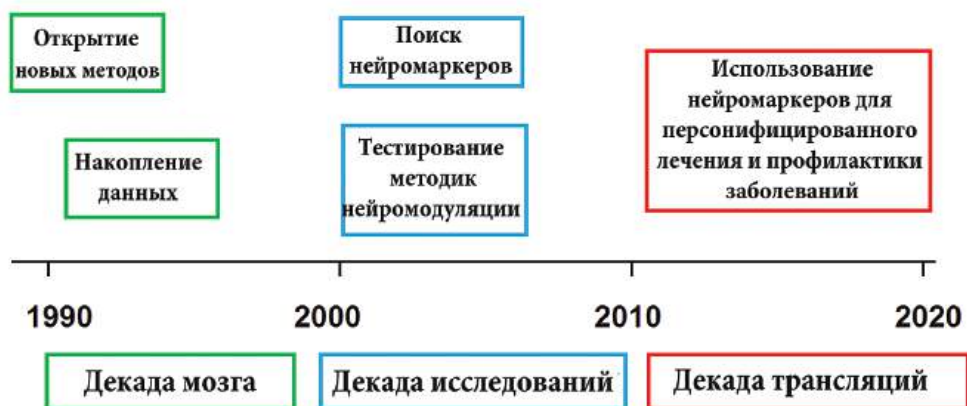 Открытие
новых методов
Поиск
нейромаркеров
Использование
нейромаркеров для
персонифицированного
лечения и профилактики
заболеваний
Накопление
данных
Тестирование
методик
нейромодуляции
1990
2000
2010
2020
Декада мозга
Декада исследований
Декада трансляций